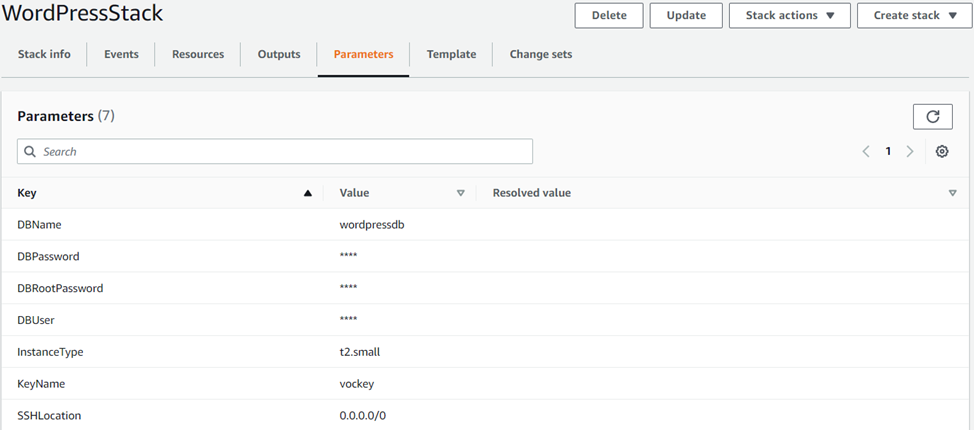 WordPressStack
Delete Update Stack actions Create stack
Stack info Events Resources Outputs Parameters Template Change sets
Parameters (7)
Search
1
Key Value Resolved value
DBName wordpressdb
DBPassword ****
DBRootPassword ****
DBUser ****
InstanceType t2.small
KeyName vockey
SSHLocation 0.0.0.0/0